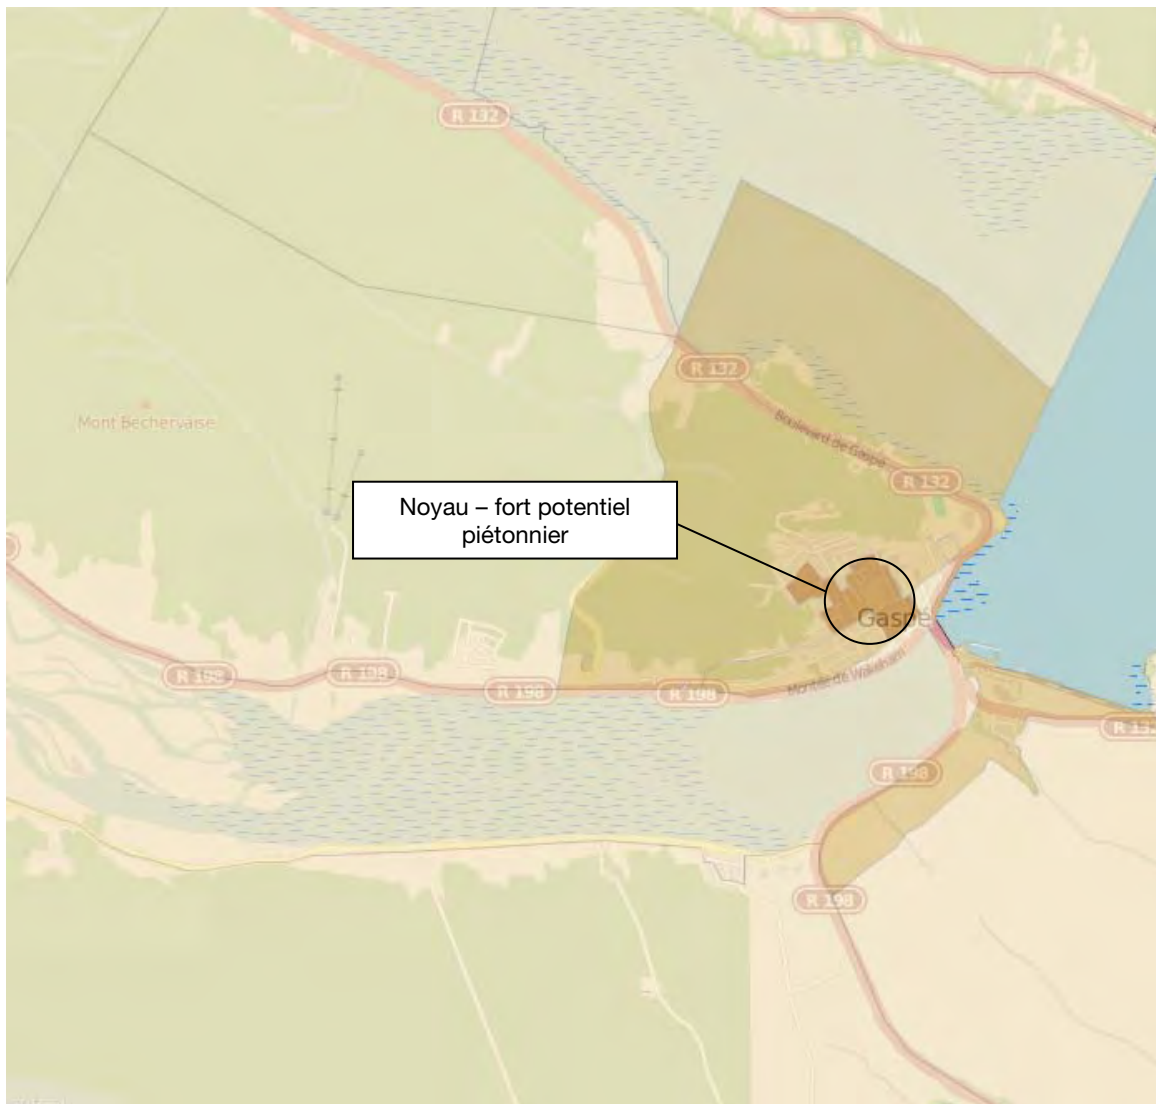 R 132
R 132
Mont Béchervaise
Boulevard de Gaspé
R 132
Noyau – fort potentiel
piétonnier
Gaspé
Montée de Wakeham
R 198
R 198
R 198
R 198
R 132
R 198
R 198